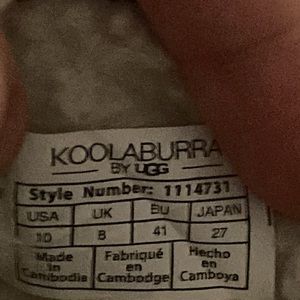 KOOLABURRA
BY UGG
Style Number: 1114731
USA UK EU JAPAN
10 8 41 27
Made in Cambodia Fabriqué en Cambodge Hecho en Camboya